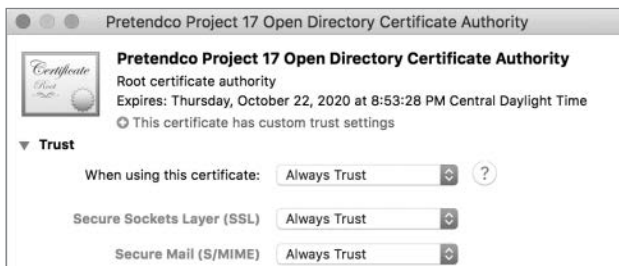 Pretendco Project 17 Open Directory Certificate Authority
Certificate
Root
Pretendco Project 17 Open Directory Certificate Authority
Root certificate authority
Expires: Thursday, October 22, 2020 at 8:53:28 PM Central Daylight Time
This certificate has custom trust settings
Trust
When using this certificate: Always Trust ?
Secure Sockets Layer (SSL) Always Trust
Secure Mail (S/MIME) Always Trust